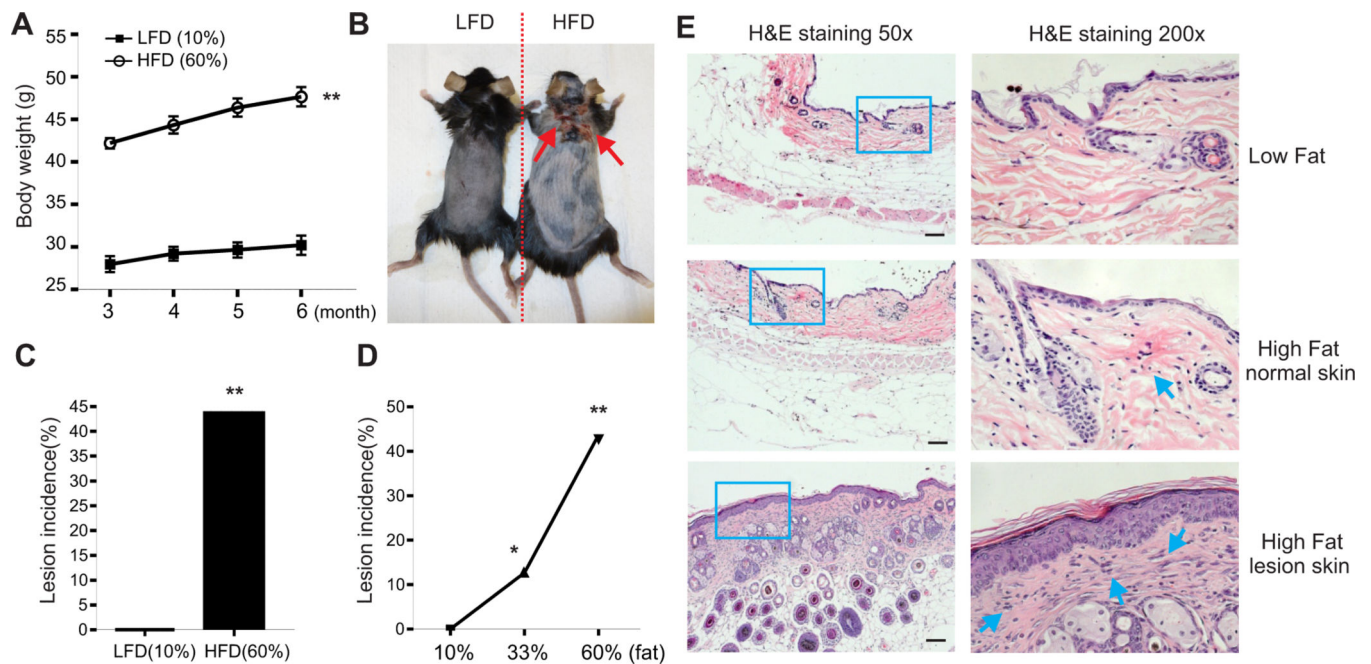 A
LFD (10%)
HFD (60%)
Body weight (g)
55
50
45
40
35
30
25
**
3 4 5 6 (month)
B
LFD HFD
C
Lesion incidence(%)
45
40
35
30
25
20
15
10
5
0
**
LFD(10%) HFD(60%)
D
Lesion incidence(%)
50
40
30
20
10
0
*
**
10% 33% 60% (fat)
E
H&E staining 50x H&E staining 200x
Low Fat
High Fat
normal skin
High Fat
lesion skin